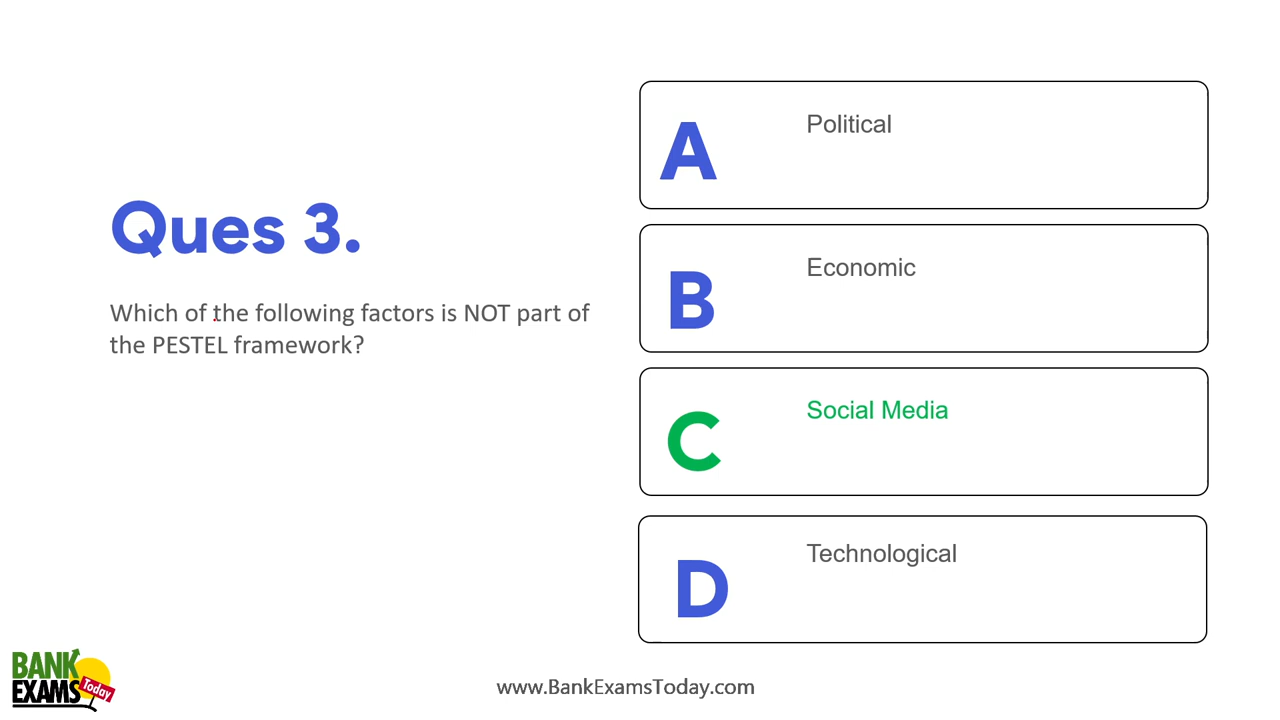 Ques 3.
Which of the following factors is NOT part of
the PESTEL framework?
A
Political
B
Economic
C
Social Media
D
Technological
BANK
EXAMS Today
www.BankExamsToday.com